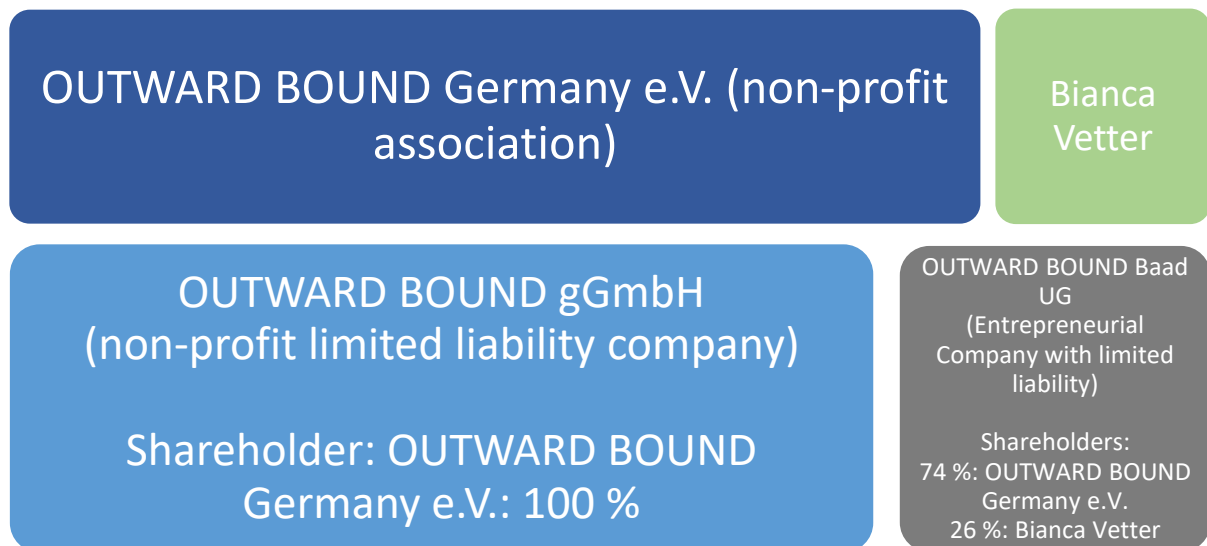 OUTWARD BOUND Germany e.V. (non-profit
association)
Bianca
Vetter
OUTWARD BOUND gGmbH
(non-profit limited liability company)
Shareholder: OUTWARD BOUND
Germany e.V.: 100 %
OUTWARD BOUND Baad
UG
(Entrepreneurial
Company with limited
liability)
Shareholders:
74 %: OUTWARD BOUND
Germany e.V.
26 %: Bianca Vetter